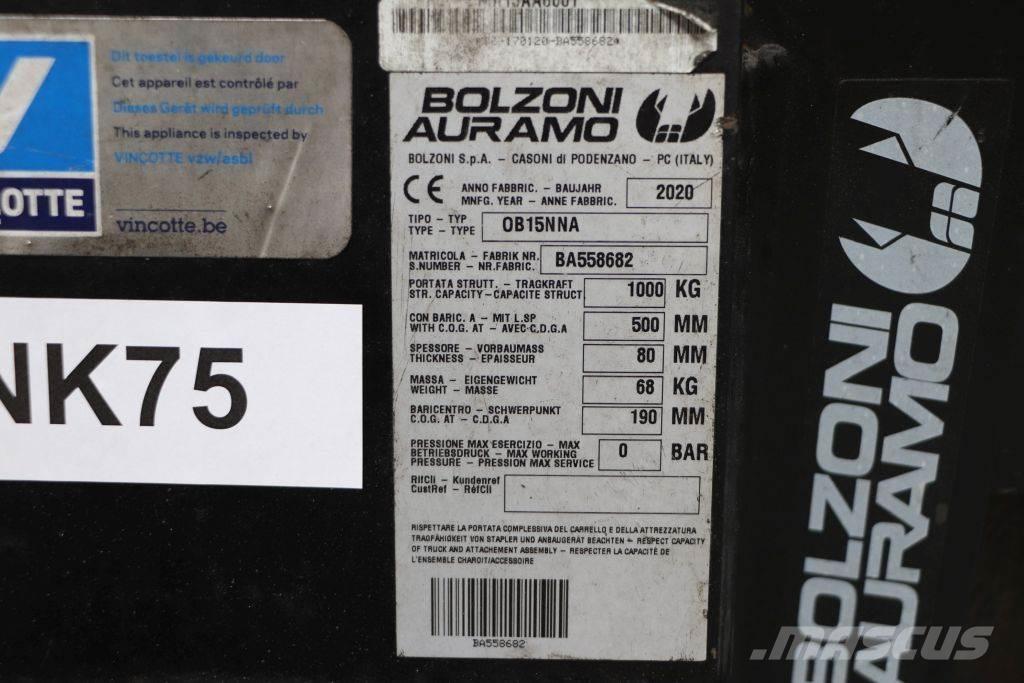 Dit toestel is gekeurd door
Cet appareil est contrôlé par
Dieses Gerät wird geprüft durch
This appliance is inspected by
VINÇOTTE vzw/asbl
OTTE
vincotte.be
NK75
170120-BA558682
BOLZONI
AURAMO
BOLZONI S.p.A. - CASONI di PODENZANO - PC (ITALY)
CE
ANNO FABBRIC. - BAUJAHR
MNFG. YEAR - ANNE FABBRIC.
2020
TIPO - TYP
TYPE - TYPE
OB15NNA
MATRICOLA - FABRIK NR.
S.NUMBER - NR.FABRIC.
BA558682
PORTATA STRUTT. - TRAGKRAFT
STR. CAPACITY - CAPACITE STRUCT.
1000 KG
CON BARIC. A - MIT L.SP
WITH C.O.G. AT - AVEC C.D.G.A
500 MM
SPESSORE - VORBAUMASS
THICKNESS - EPAISSEUR
80 MM
MASSA - EIGENGEWICHT
WEIGHT - MASSE
68 KG
BARICENTRO - SCHWERPUNKT
C.O.G. AT - C.D.G.A
190 MM
PRESSIONE MAX ESERCIZIO - MAX
BETRIEBSDRUCK - MAX WORKING
PRESSURE - PRESSION MAX SERVICE
0 BAR
RifCli - Kundenref
CustRef - RéfCli
RISPETTARE LA PORTATA COMPLESSIVA DEL CARRELLO E DELLA ATTREZZATURA
TRAGFÄHIGKEIT VON STAPLER UND ANBAUGERÄT BEACHTEN - RESPECT CAPACITY
OF TRUCK AND ATTACHEMENT ASSEMBLY - RESPECTER LA CAPACITÉ DE
L'ENSEMBLE CHAROIT/ACCESSOIRE
BA558682
BOLZONI
AURAMO
MASCUS